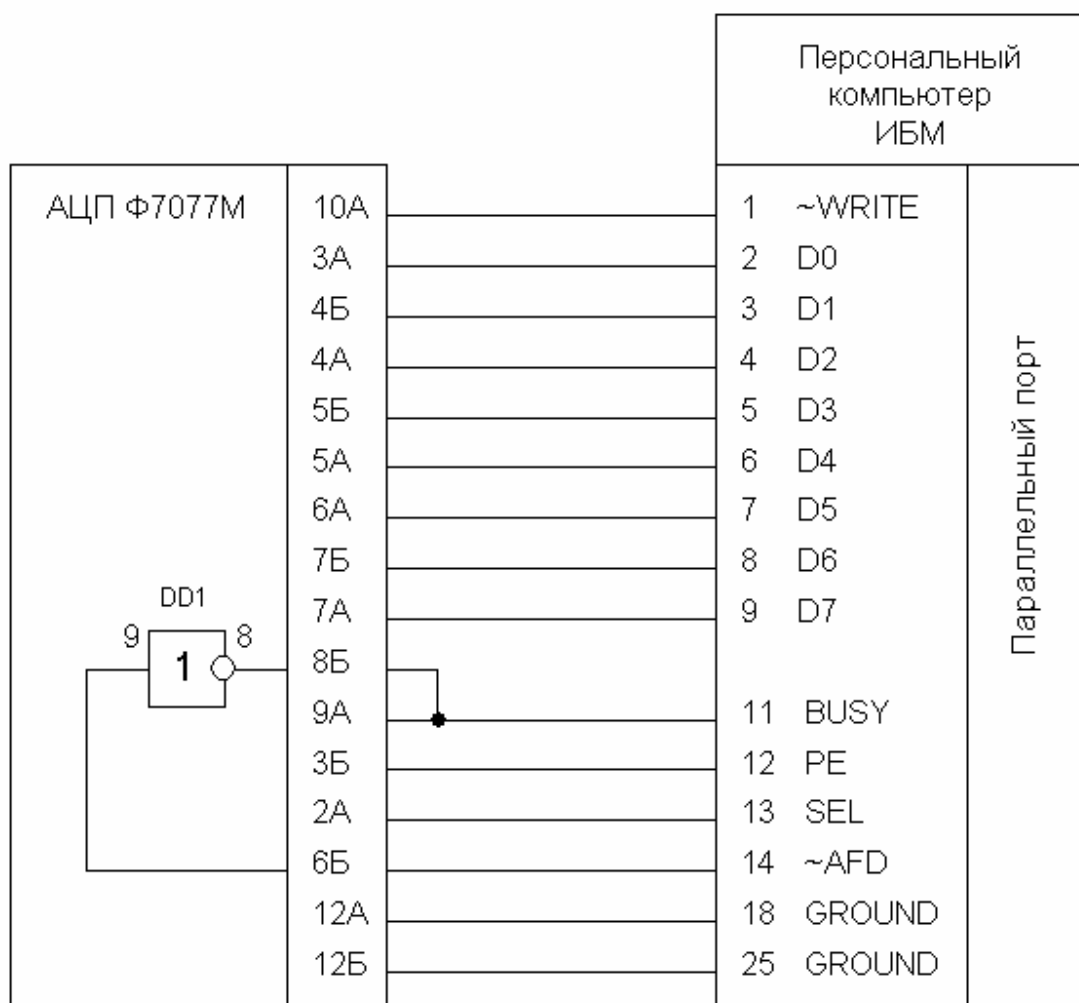 Персональный
компьютер
ИБМ
АЦП Ф7077М
10А
1 ~WRITE
3А
2 D0
4Б
3 D1
4А
4 D2
5Б
5 D3
5А
6 D4
6А
7 D5
7Б
8 D6
7А
9 D7
DD1
9
8
1
8Б
9А
11 BUSY
3Б
12 PE
2А
13 SEL
6Б
14 ~AFD
12А
18 GROUND
12Б
25 GROUND
Параллельный порт